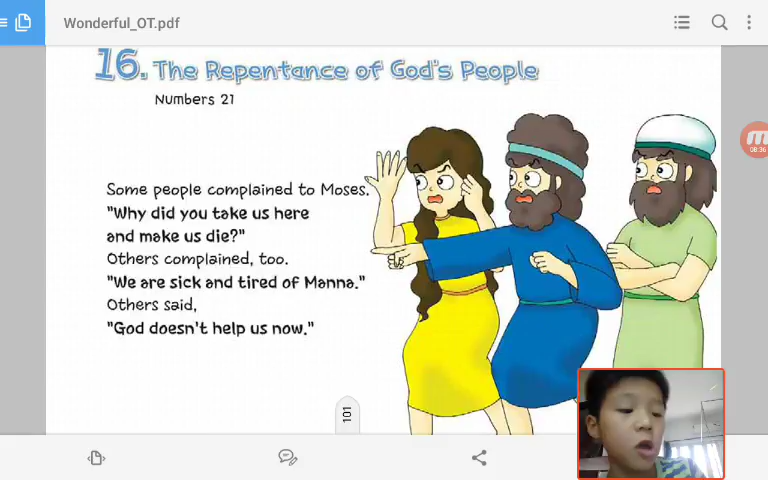 Wonderful_OT.pdf
16. The Repentance of God's People
Numbers 21
Some people complained to Moses.
"Why did you take us here
and make us die?"
Others complained, too.
"We are sick and tired of Manna."
Others said,
"God doesn't help us now."
101
08:36